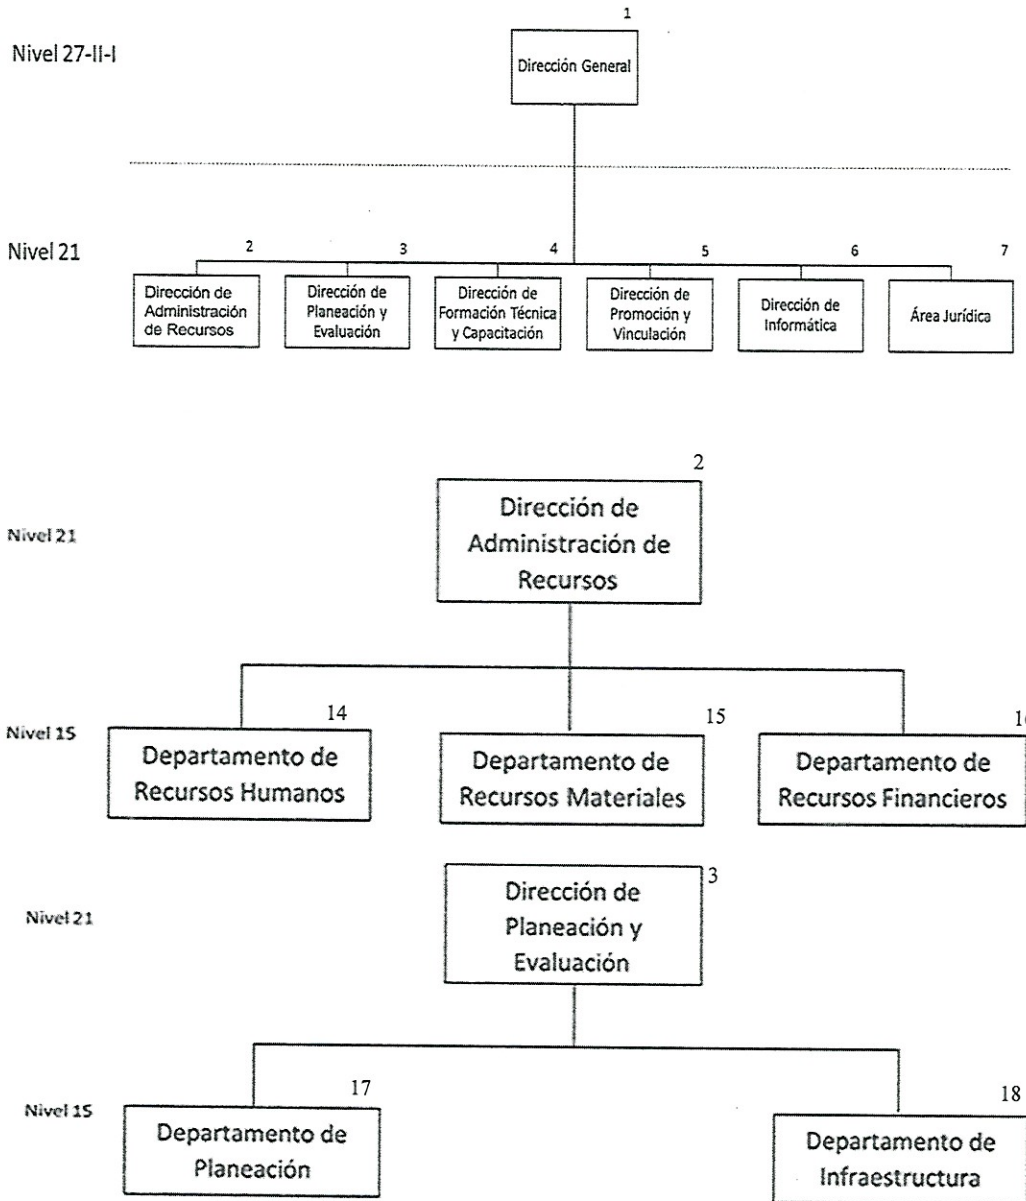 1
Nivel 27-II-I
Dirección General
Nivel 21
2
3
4
5
6
7
Dirección de
Administración
de Recursos
Dirección de
Planeación y
Evaluación
Dirección de
Formación Técnica
y Capacitación
Dirección de
Promoción y
Vinculación
Dirección de
Informática
Área Jurídica
2
Nivel 21
Dirección de
Administración de
Recursos
Nivel 15
14
Departamento de
Recursos Humanos
15
Departamento de
Recursos Materiales
16
Departamento de
Recursos Financieros
3
Nivel 21
Dirección de
Planeación y
Evaluación
Nivel 15
17
Departamento de
Planeación
18
Departamento de
Infraestructura